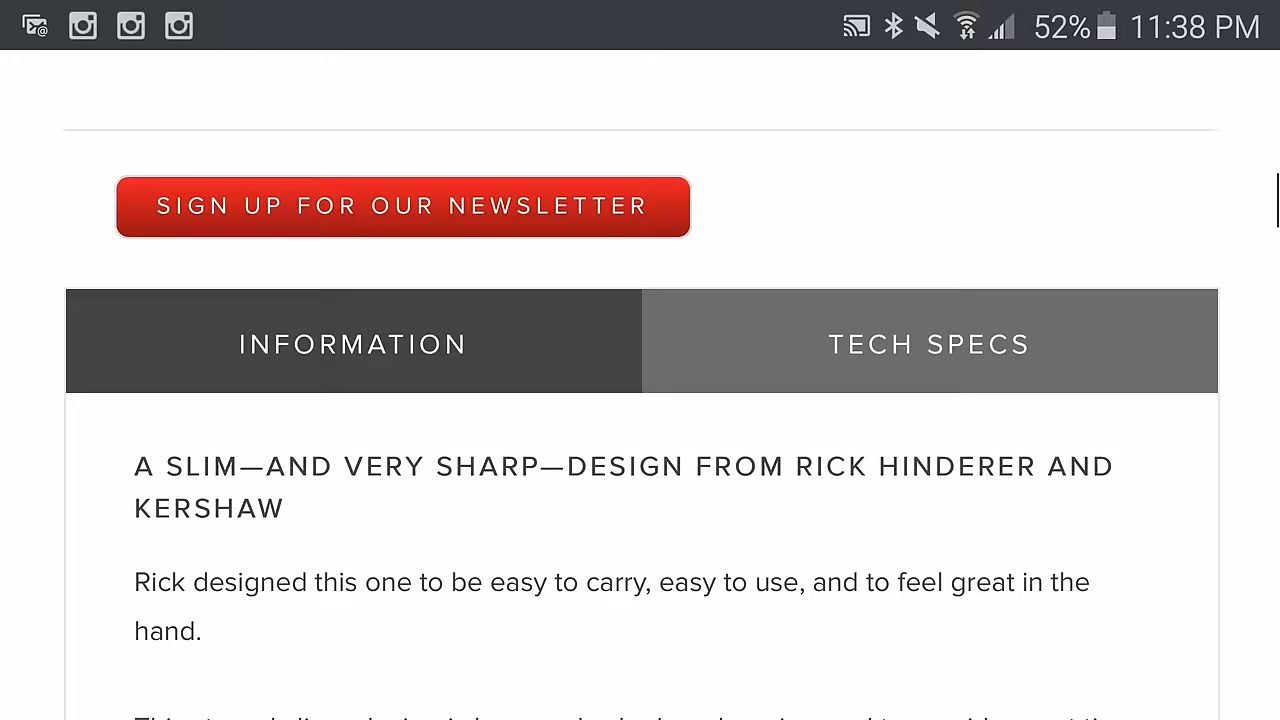 52% 11:38 PM
SIGN UP FOR OUR NEWSLETTER
INFORMATION
TECH SPECS
A SLIM—AND VERY SHARP—DESIGN FROM RICK HINDERER AND
KERSHAW
Rick designed this one to be easy to carry, easy to use, and to feel great in the
hand.